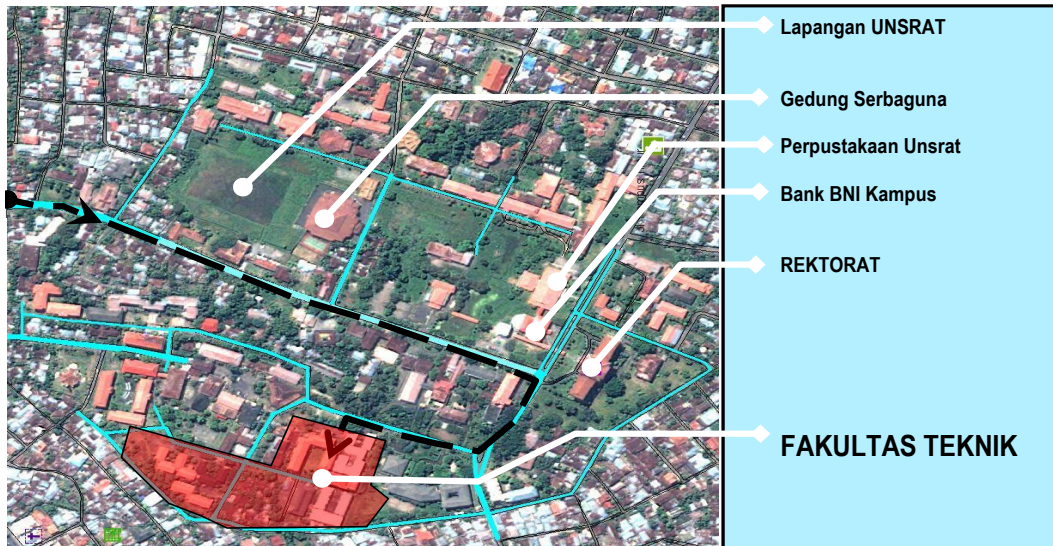 Lapangan UNSRAT
Gedung Serbaguna
Perpustakaan Unsrat
Bank BNI Kampus
REKTORAT
FAKULTAS TEKNIK